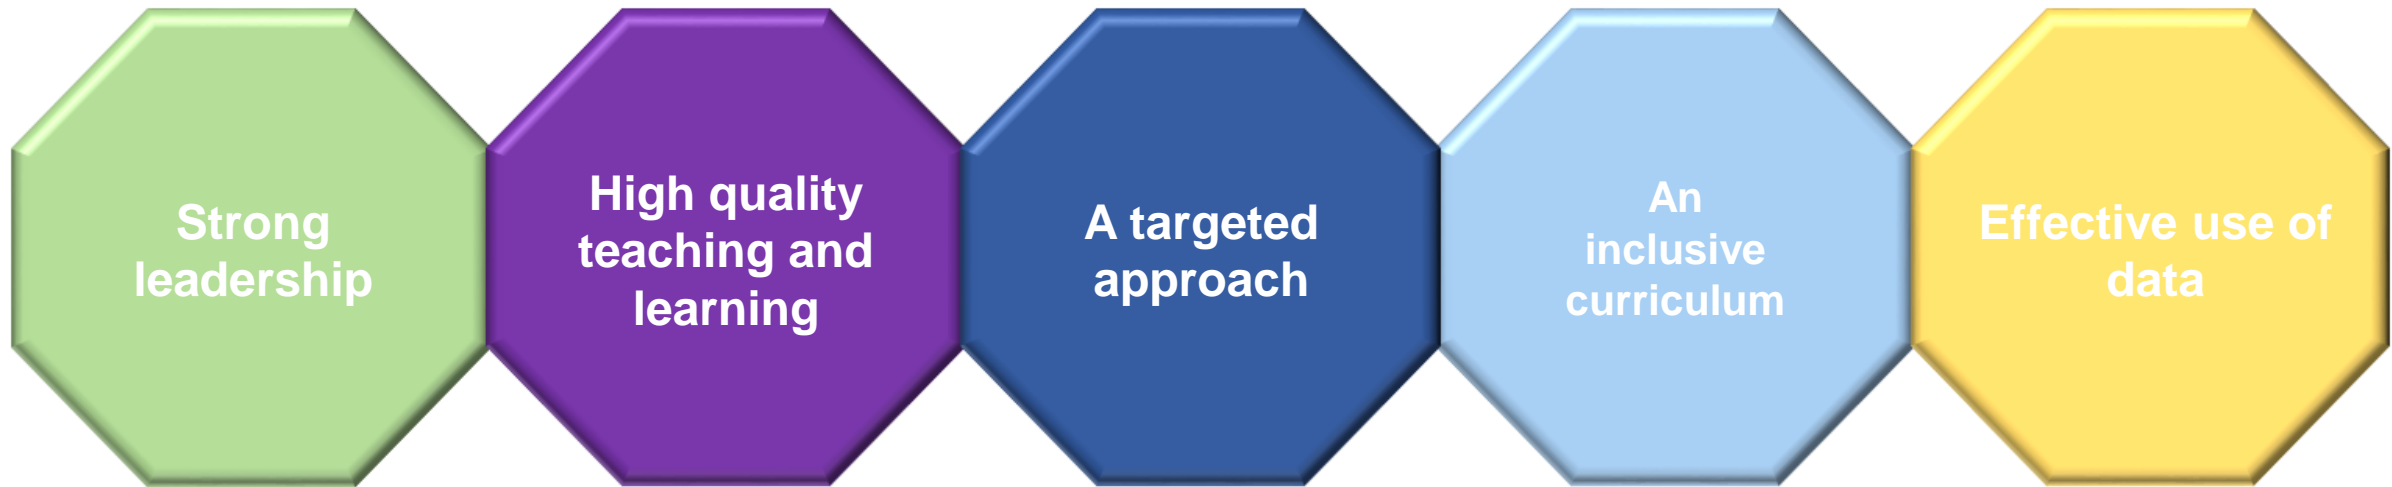 Strong
leadership
High quality
teaching and
learning
A targeted
approach
An
inclusive
curriculum
Effective use of
data